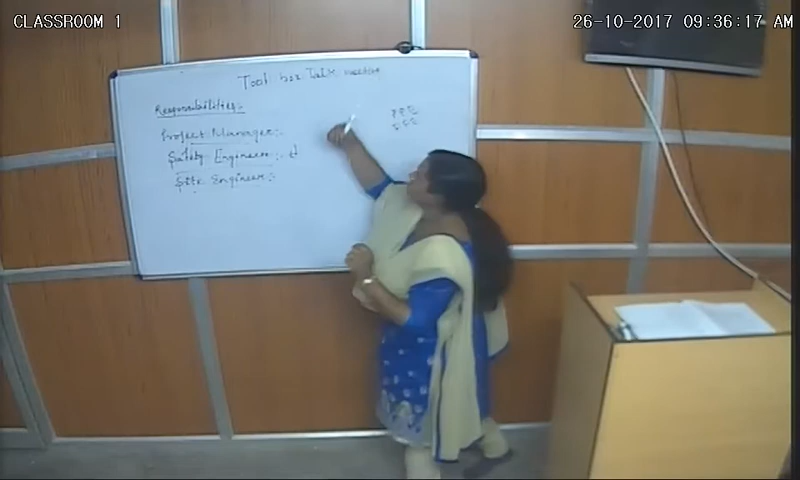 CLASSROOM 1
26-10-2017 09:36:17 AM
Tool box Talk meeting
Responsibilities:-
Project Manager:-
Safety Engineer:-
Site Engineer:-
PPE